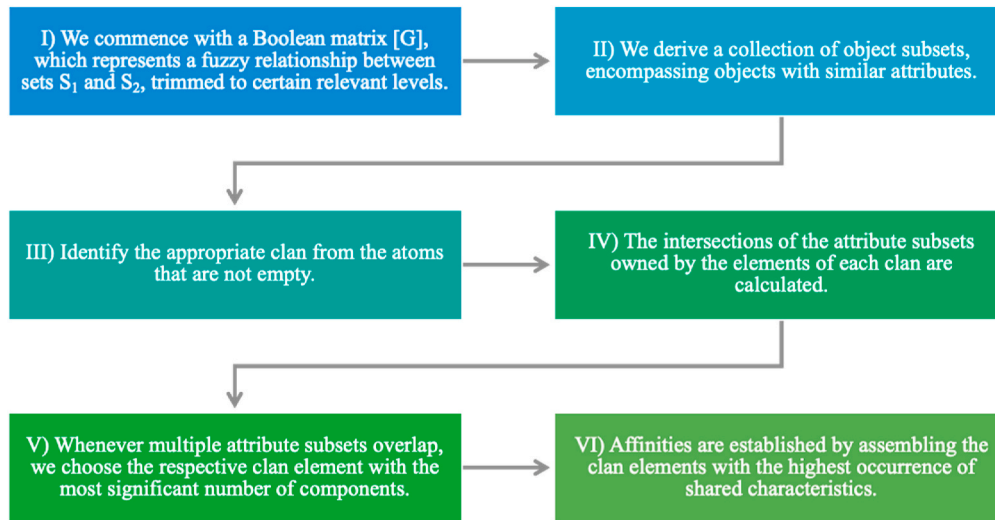 I) We commence with a Boolean matrix [G],
which represents a fuzzy relationship between
sets S₁ and S₂, trimmed to certain relevant levels.
II) We derive a collection of object subsets,
encompassing objects with similar attributes.
III) Identify the appropriate clan from the atoms
that are not empty.
IV) The intersections of the attribute subsets
owned by the elements of each clan are
calculated.
V) Whenever multiple attribute subsets overlap,
we choose the respective clan element with the
most significant number of components.
VI) Affinities are established by assembling the
clan elements with the highest occurrence of
shared characteristics.